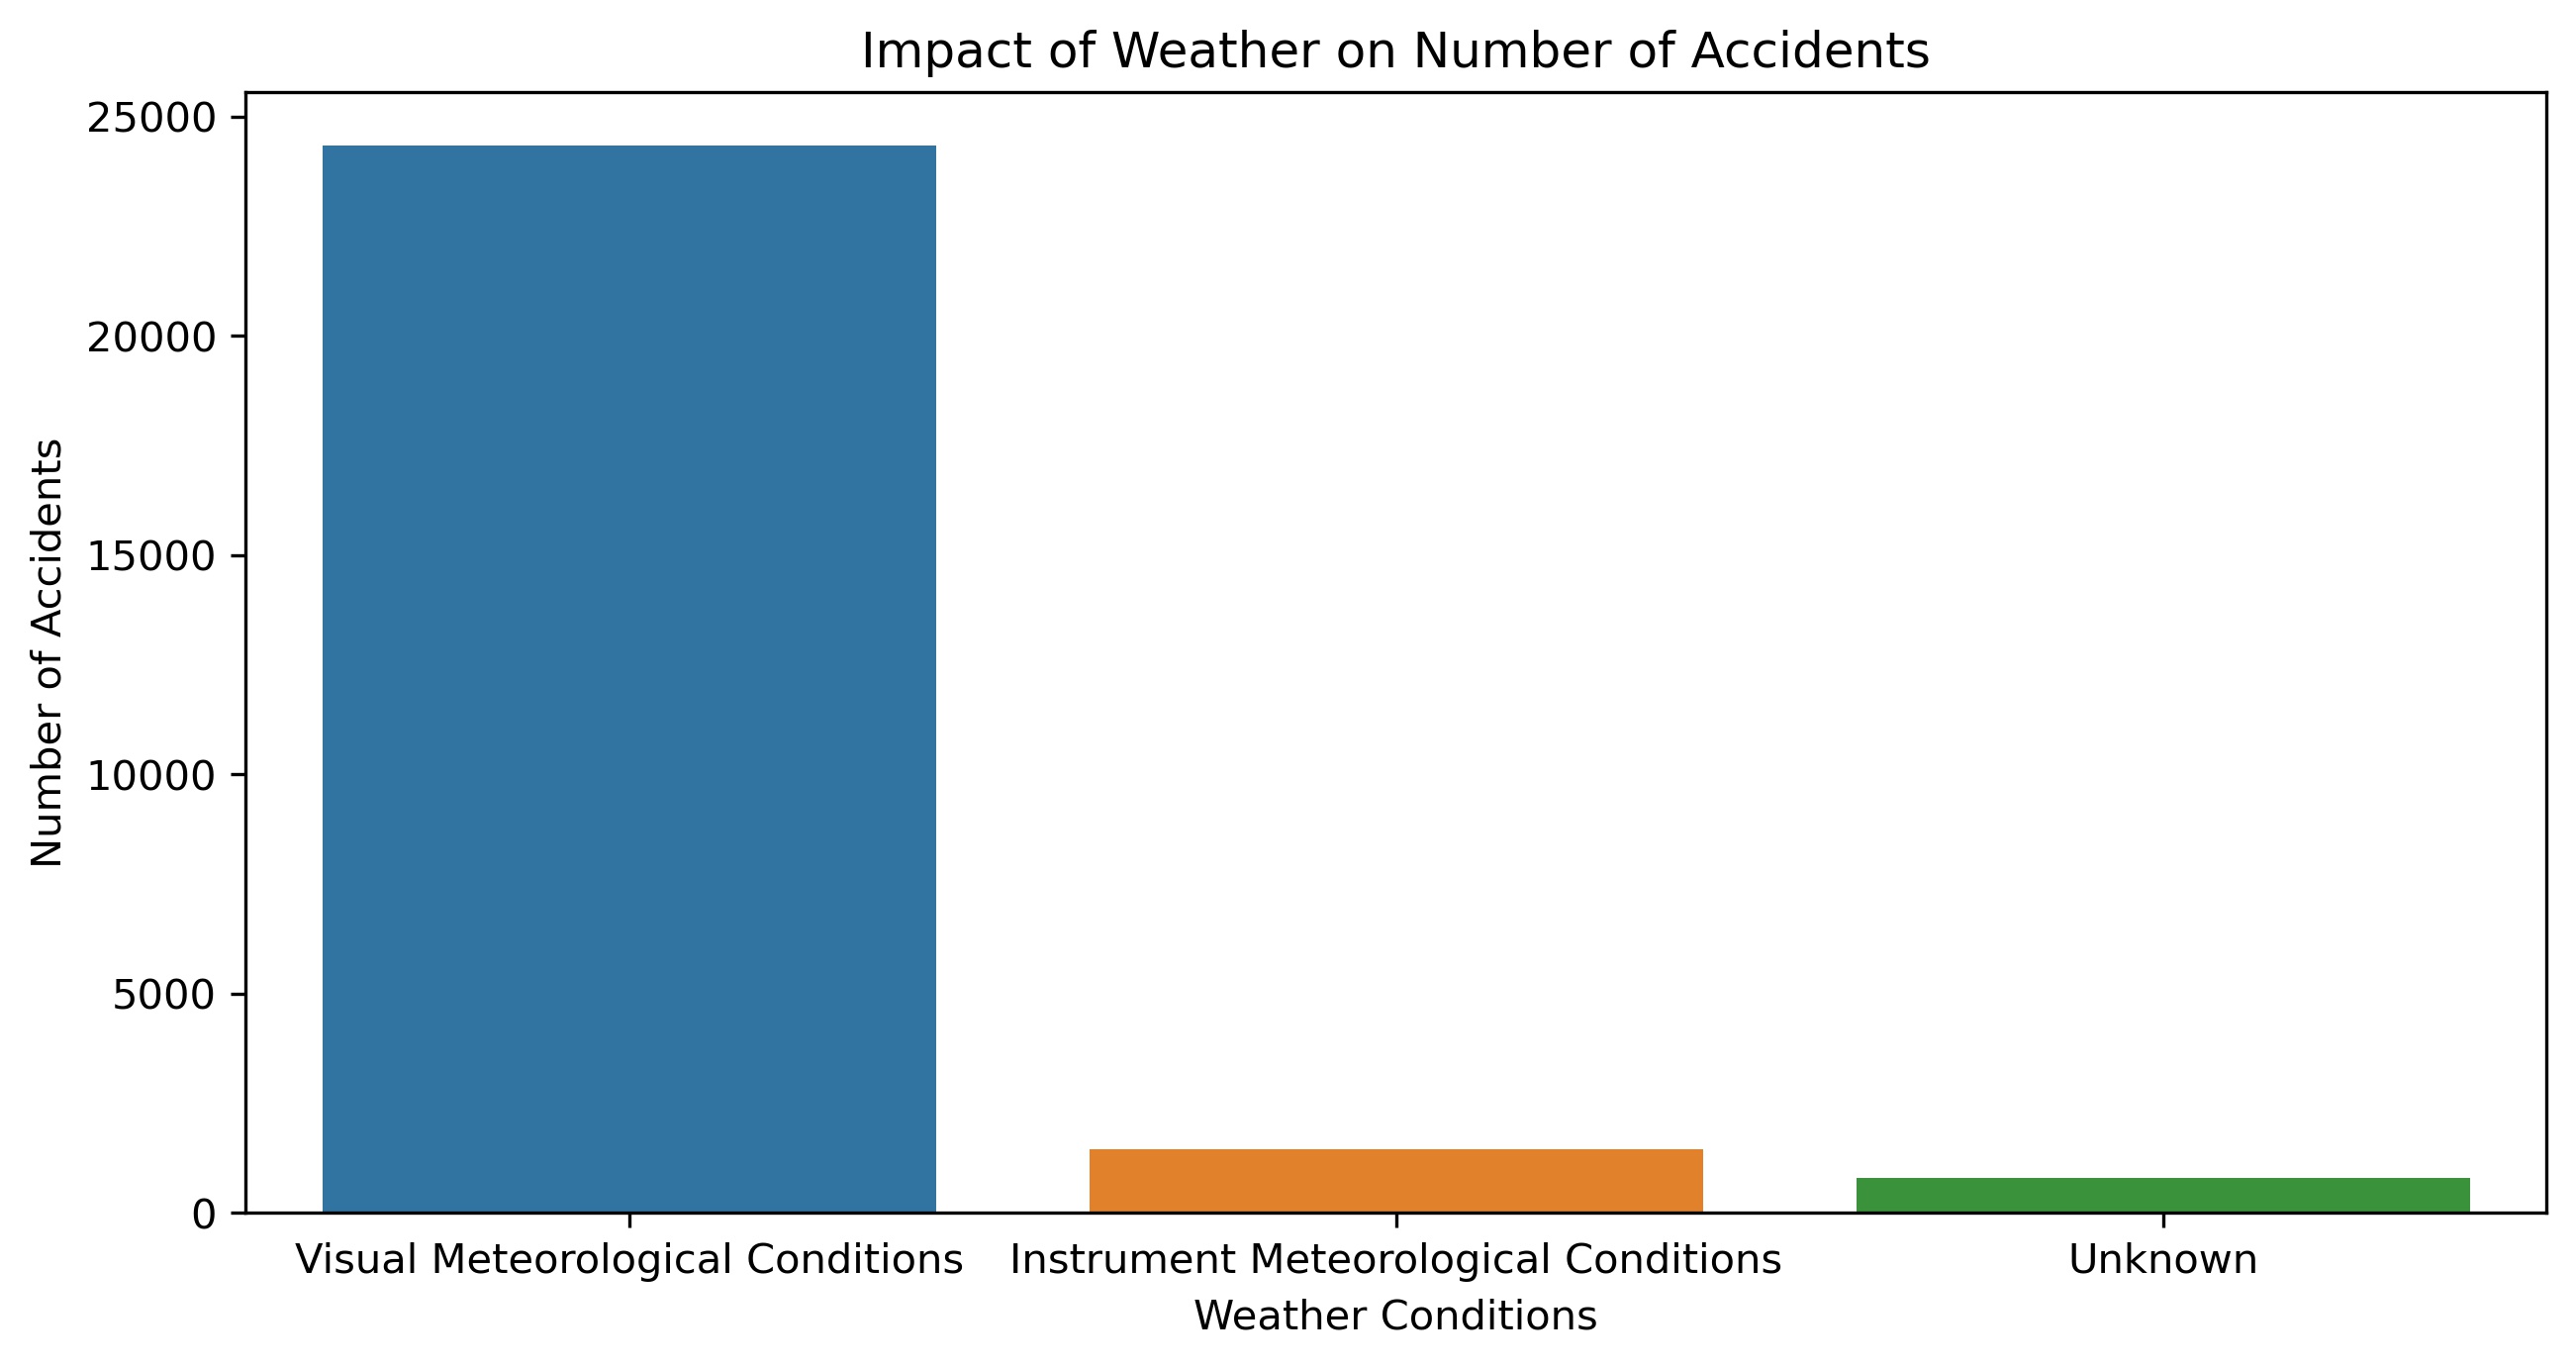 Impact of Weather on Number of Accidents
25000
20000
15000
10000
5000
0
Number of Accidents
Visual Meteorological Conditions
Instrument Meteorological Conditions
Unknown
Weather Conditions